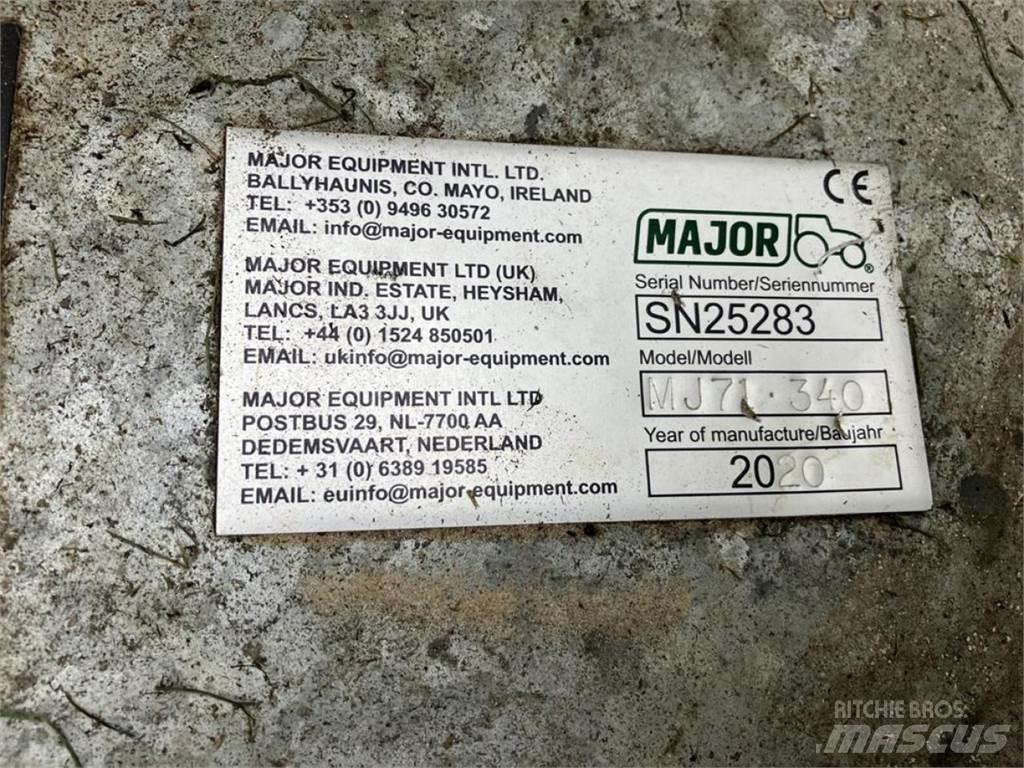 MAJOR EQUIPMENT INTL. LTD.
BALLYHAUNIS, CO. MAYO, IRELAND
TEL: +353 (0) 9496 30572
EMAIL: info@major-equipment.com
MAJOR EQUIPMENT LTD (UK)
MAJOR IND. ESTATE, HEYSHAM,
LANCS, LA3 3JJ, UK
TEL: +44 (0) 1524 850501
EMAIL: ukinfo@major-equipment.com
MAJOR EQUIPMENT INTL LTD
POSTBUS 29, NL-7700 AA
DEDEMSVAART, NEDERLAND
TEL: + 31 (0) 6389 19585
EMAIL: euinfo@major-equipment.com
CE
MAJOR®
Serial Number/Seriennummer
SN25283
Model/Modell
MJ71·340
Year of manufacture/Baujahr
2020
RITCHIE BROS.
MASCUS